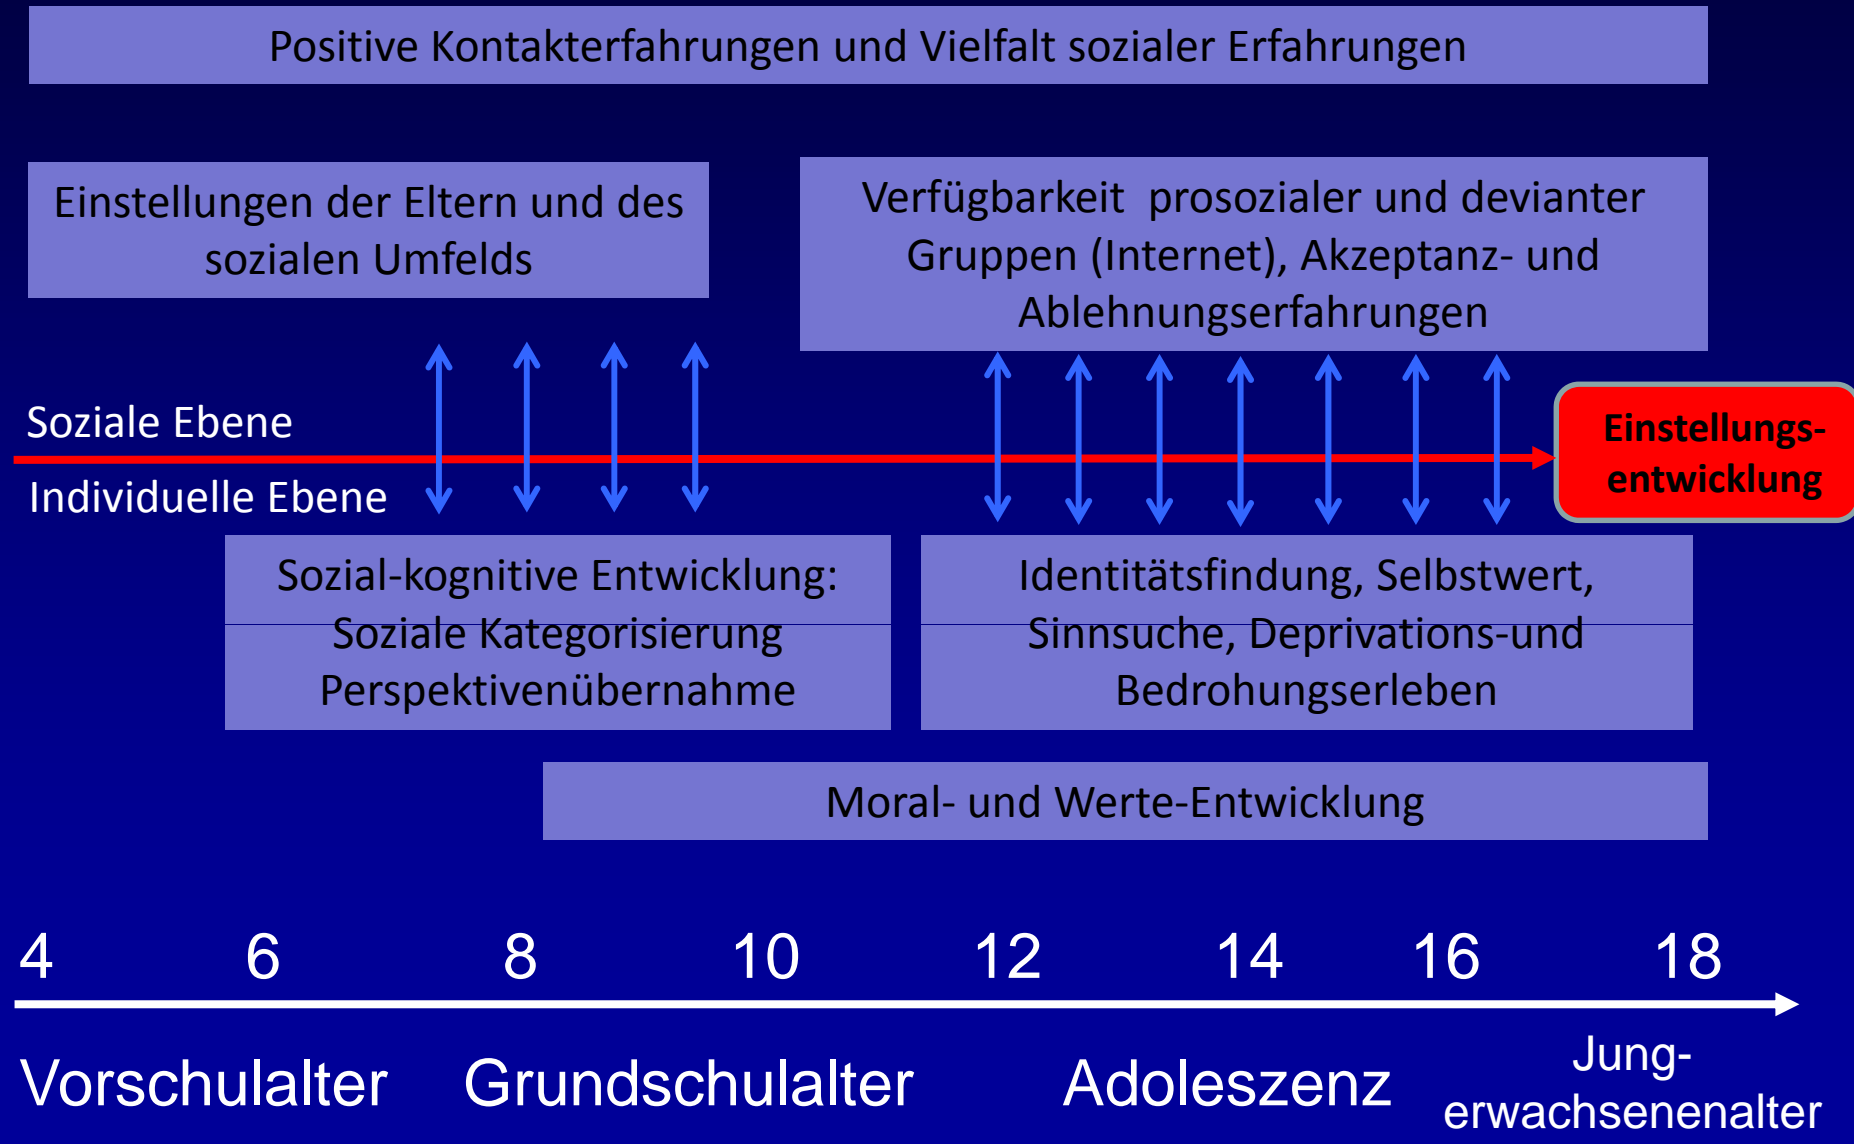 Positive Kontakterfahrungen und Vielfalt sozialer Erfahrungen
Einstellungen der Eltern und des
sozialen Umfelds
Verfügbarkeit  prosozialer und devianter
Gruppen (Internet), Akzeptanz- und
Ablehnungserfahrungen
Soziale Ebene
Individuelle Ebene
Einstellungs-
entwicklung
Sozial-kognitive Entwicklung:
Soziale Kategorisierung
Perspektivenübernahme
Identitätsfindung, Selbstwert,
Sinnsuche, Deprivations-und
Bedrohungserleben
Moral- und Werte-Entwicklung
4 6 8 10 12 14 16 18
Vorschulalter Grundschulalter Adoleszenz
Jung-
erwachsenenalter